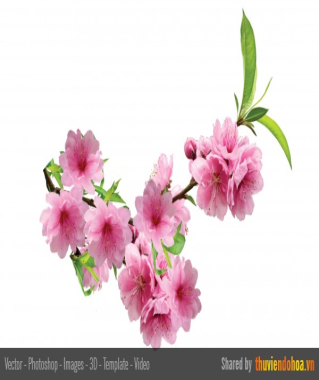 Vector - Photoshop - Images - 3D - Template - Video Shared by thuviendohoa.vn